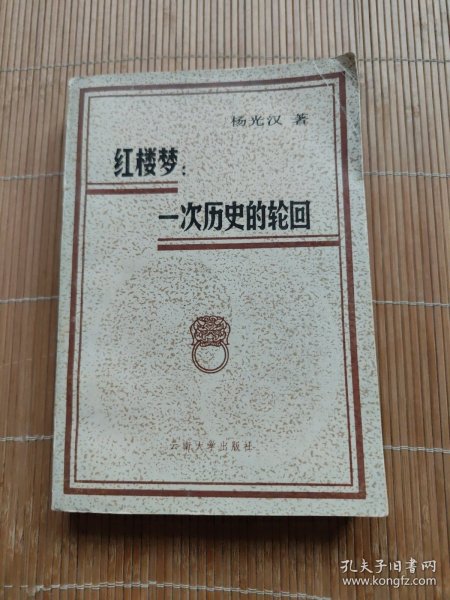 杨光汉 著
红楼梦：
一次历史的轮回
云南大学出版社
孔夫子旧书网
www.kongfz.com